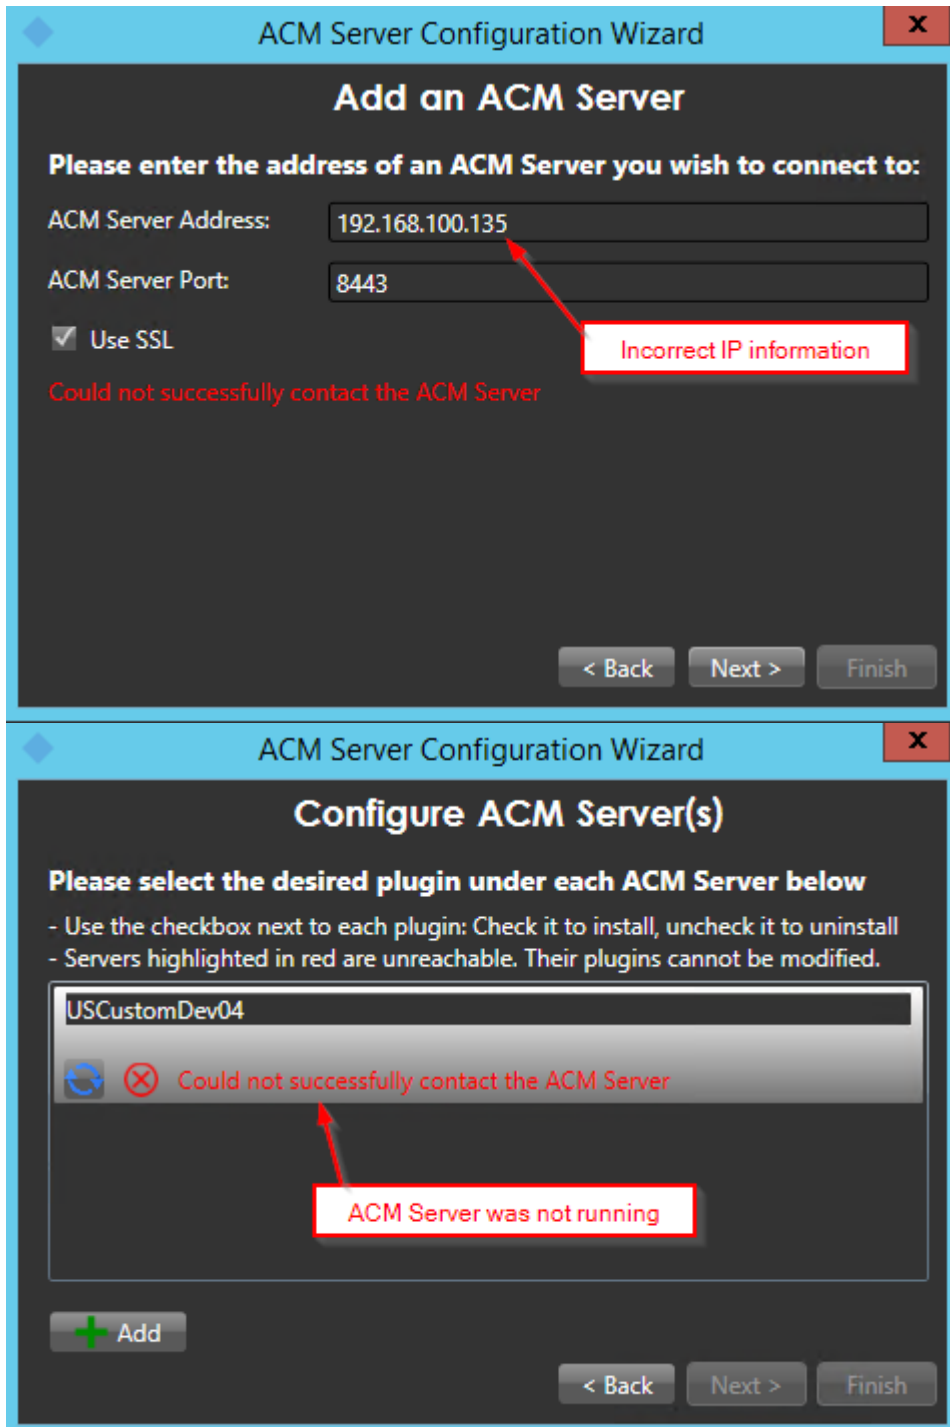 ACM Server Configuration Wizard
x
Add an ACM Server
Please enter the address of an ACM Server you wish to connect to:
ACM Server Address:
192.168.100.135
ACM Server Port:
8443
Use SSL
Incorrect IP information
Could not successfully contact the ACM Server
< Back
Next >
Finish
ACM Server Configuration Wizard
x
Configure ACM Server(s)
Please select the desired plugin under each ACM Server below
- Use the checkbox next to each plugin: Check it to install, uncheck it to uninstall
- Servers highlighted in red are unreachable. Their plugins cannot be modified.
USCustomDev04
Could not successfully contact the ACM Server
ACM Server was not running
Add
< Back
Next >
Finish